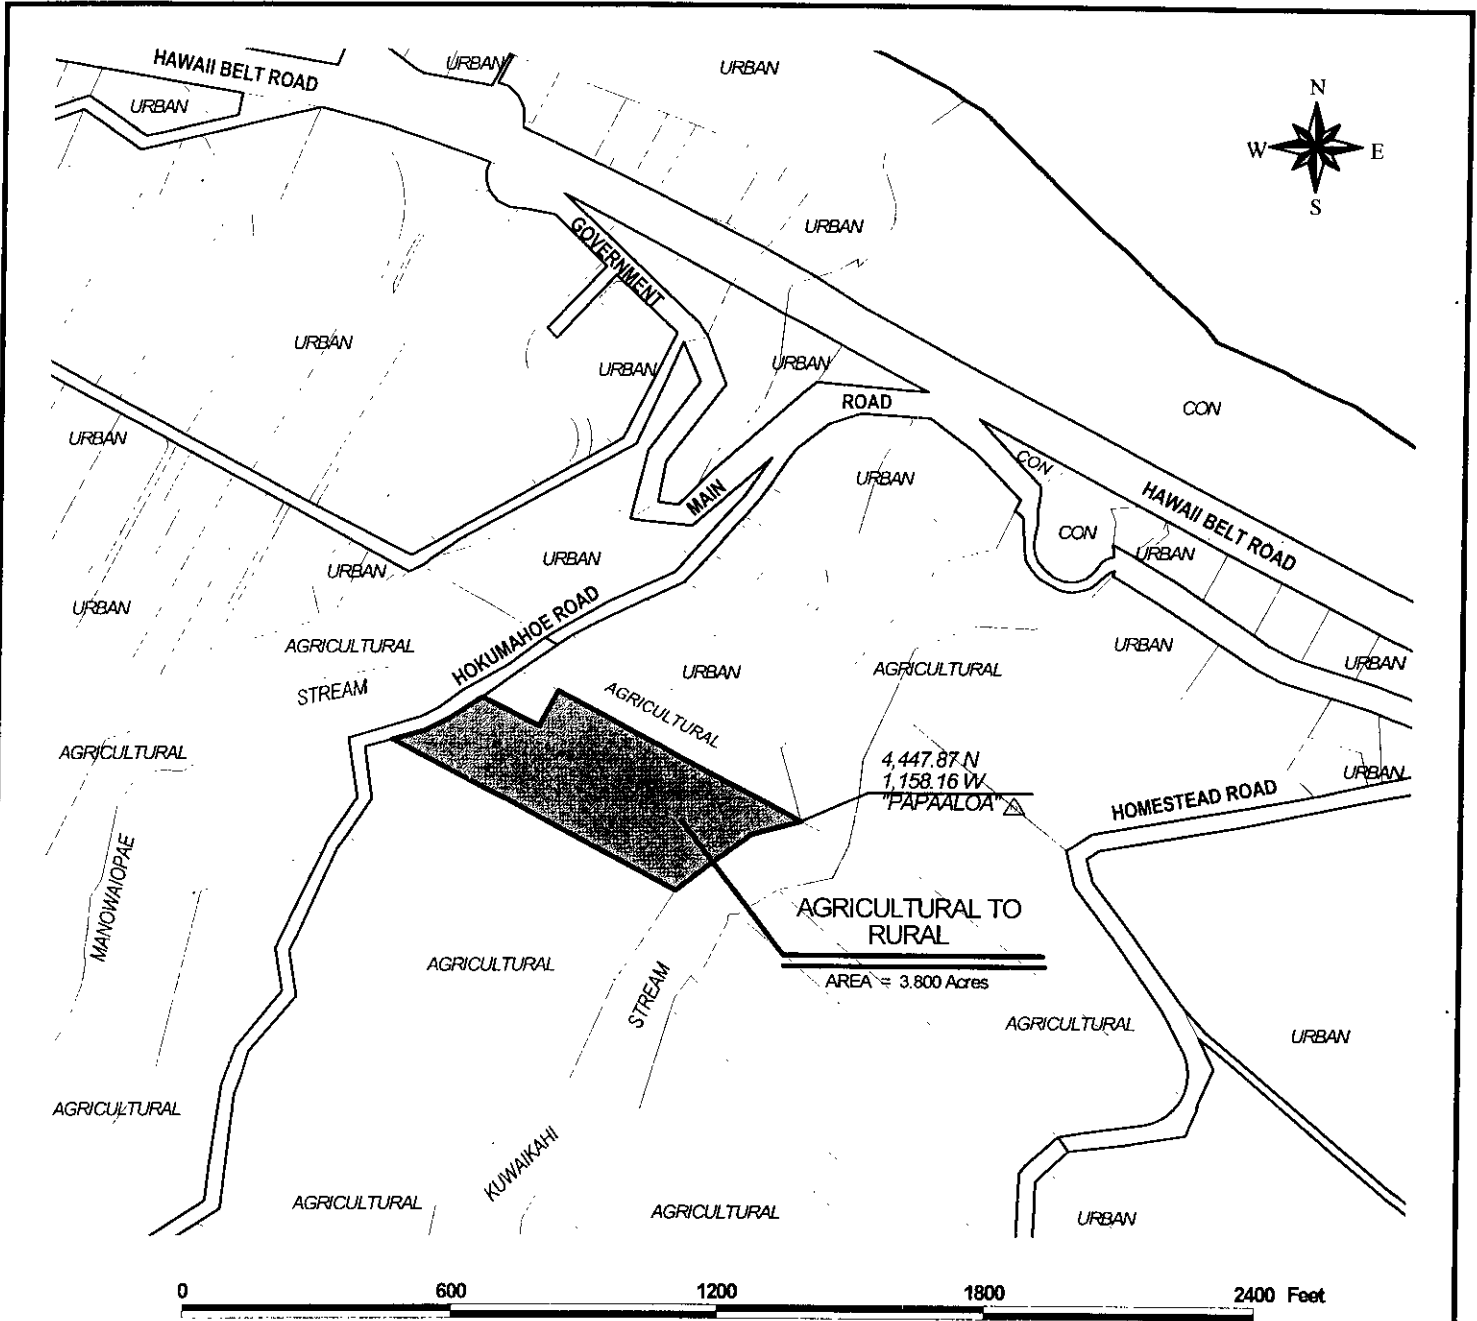 HAWAII BELT ROAD
URBAN
URBAN
URBAN
N
W
E
S
URBAN
GOVERNMENT
URBAN
URBAN
URBAN
ROAD
CON
URBAN
CON
URBAN
MAIN
HAWAII BELT ROAD
CON
URBAN
URBAN
URBAN
URBAN
HOKUMAHOE ROAD
AGRICULTURAL
URBAN
URBAN
AGRICULTURAL
URBAN
STREAM
AGRICULTURAL
AGRICULTURAL
4,447.87 N
1,158.16 W
"PAPAALOA"
URBAN
HOMESTEAD ROAD
MANOWAIOPAE
AGRICULTURAL TO
RURAL
AREA = 3.800 Acres
AGRICULTURAL
STREAM
AGRICULTURAL
URBAN
AGRICULTURAL
KUWAIKAHI
AGRICULTURAL
AGRICULTURAL
URBAN
0 600 1200 1800 2400 Feet